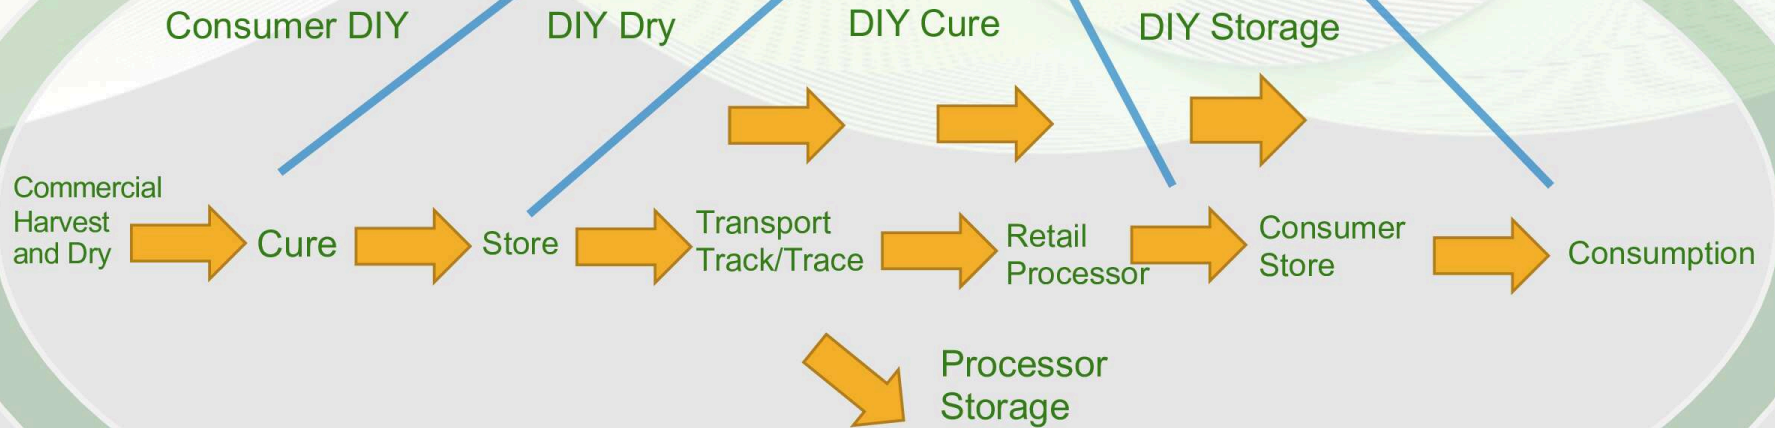 Consumer DIY
DIY Dry
DIY Cure
DIY Storage
Commercial
Harvest
and Dry
Cure
Store
Transport
Track/Trace
Retail
Processor
Consumer
Store
Consumption
Processor
Storage